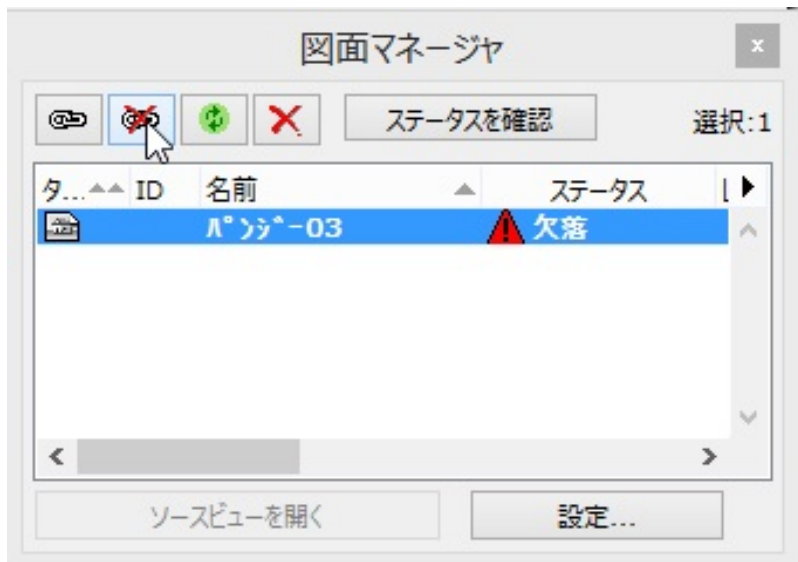 図面マネージャ
x
ステータスを確認 選択:1
タ... ID 名前 ステータス
ﾊﾟﾝｼﾞｰ-03 欠落
ソースビューを開く 設定...